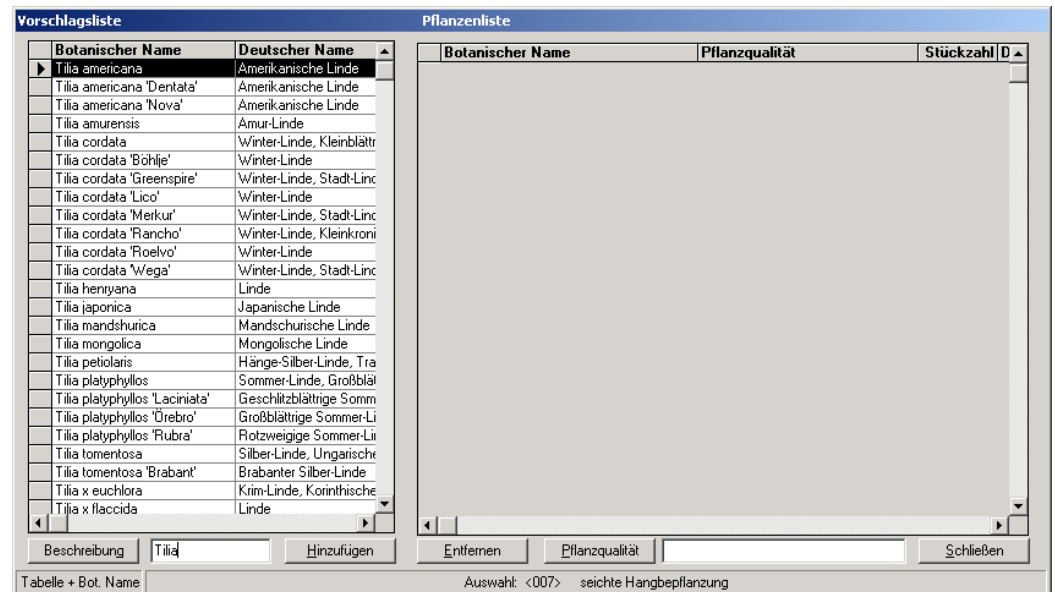 Vorschlagsliste Pflanzenliste
Botanischer Name Deutscher Name
Tilia americana Amerikanische Linde
Tilia americana 'Dentata' Amerikanische Linde
Tilia americana 'Nova' Amerikanische Linde
Tilia amurensis Amur-Linde
Tilia cordata Winter-Linde, Kleinblättr
Tilia cordata 'Böhlje' Winter-Linde
Tilia cordata 'Greenspire' Winter-Linde, Stadt-Lind
Tilia cordata 'Lico' Winter-Linde
Tilia cordata 'Merkur' Winter-Linde, Stadt-Lind
Tilia cordata 'Rancho' Winter-Linde, Kleinkroni
Tilia cordata 'Roelvo' Winter-Linde
Tilia cordata 'Wega' Winter-Linde, Stadt-Lind
Tilia henryana Linde
Tilia japonica Japanische Linde
Tilia mandshurica Mandschurische Linde
Tilia mongolica Mongolische Linde
Tilia petiolaris Hänge-Silber-Linde, Tra
Tilia platyphyllos Sommer-Linde, Großblät
Tilia platyphyllos 'Laciniata' Geschlitzblättrige Somm
Tilia platyphyllos 'Örebro' Großblättrige Sommer-Li
Tilia platyphyllos 'Rubra' Rotzweigige Sommer-Lin
Tilia tomentosa Silber-Linde, Ungarische
Tilia tomentosa 'Brabant' Brabanter Silber-Linde
Tilia x euchlora Krim-Linde, Korinthische
Tilia x flaccida Linde
Botanischer Name Pflanzqualität Stückzahl D
Beschreibung Tilia Hinzufügen Entfernen Pflanzqualität Schließen
Tabelle + Bot. Name Auswahl: <007> seichte Hangbepflanzung